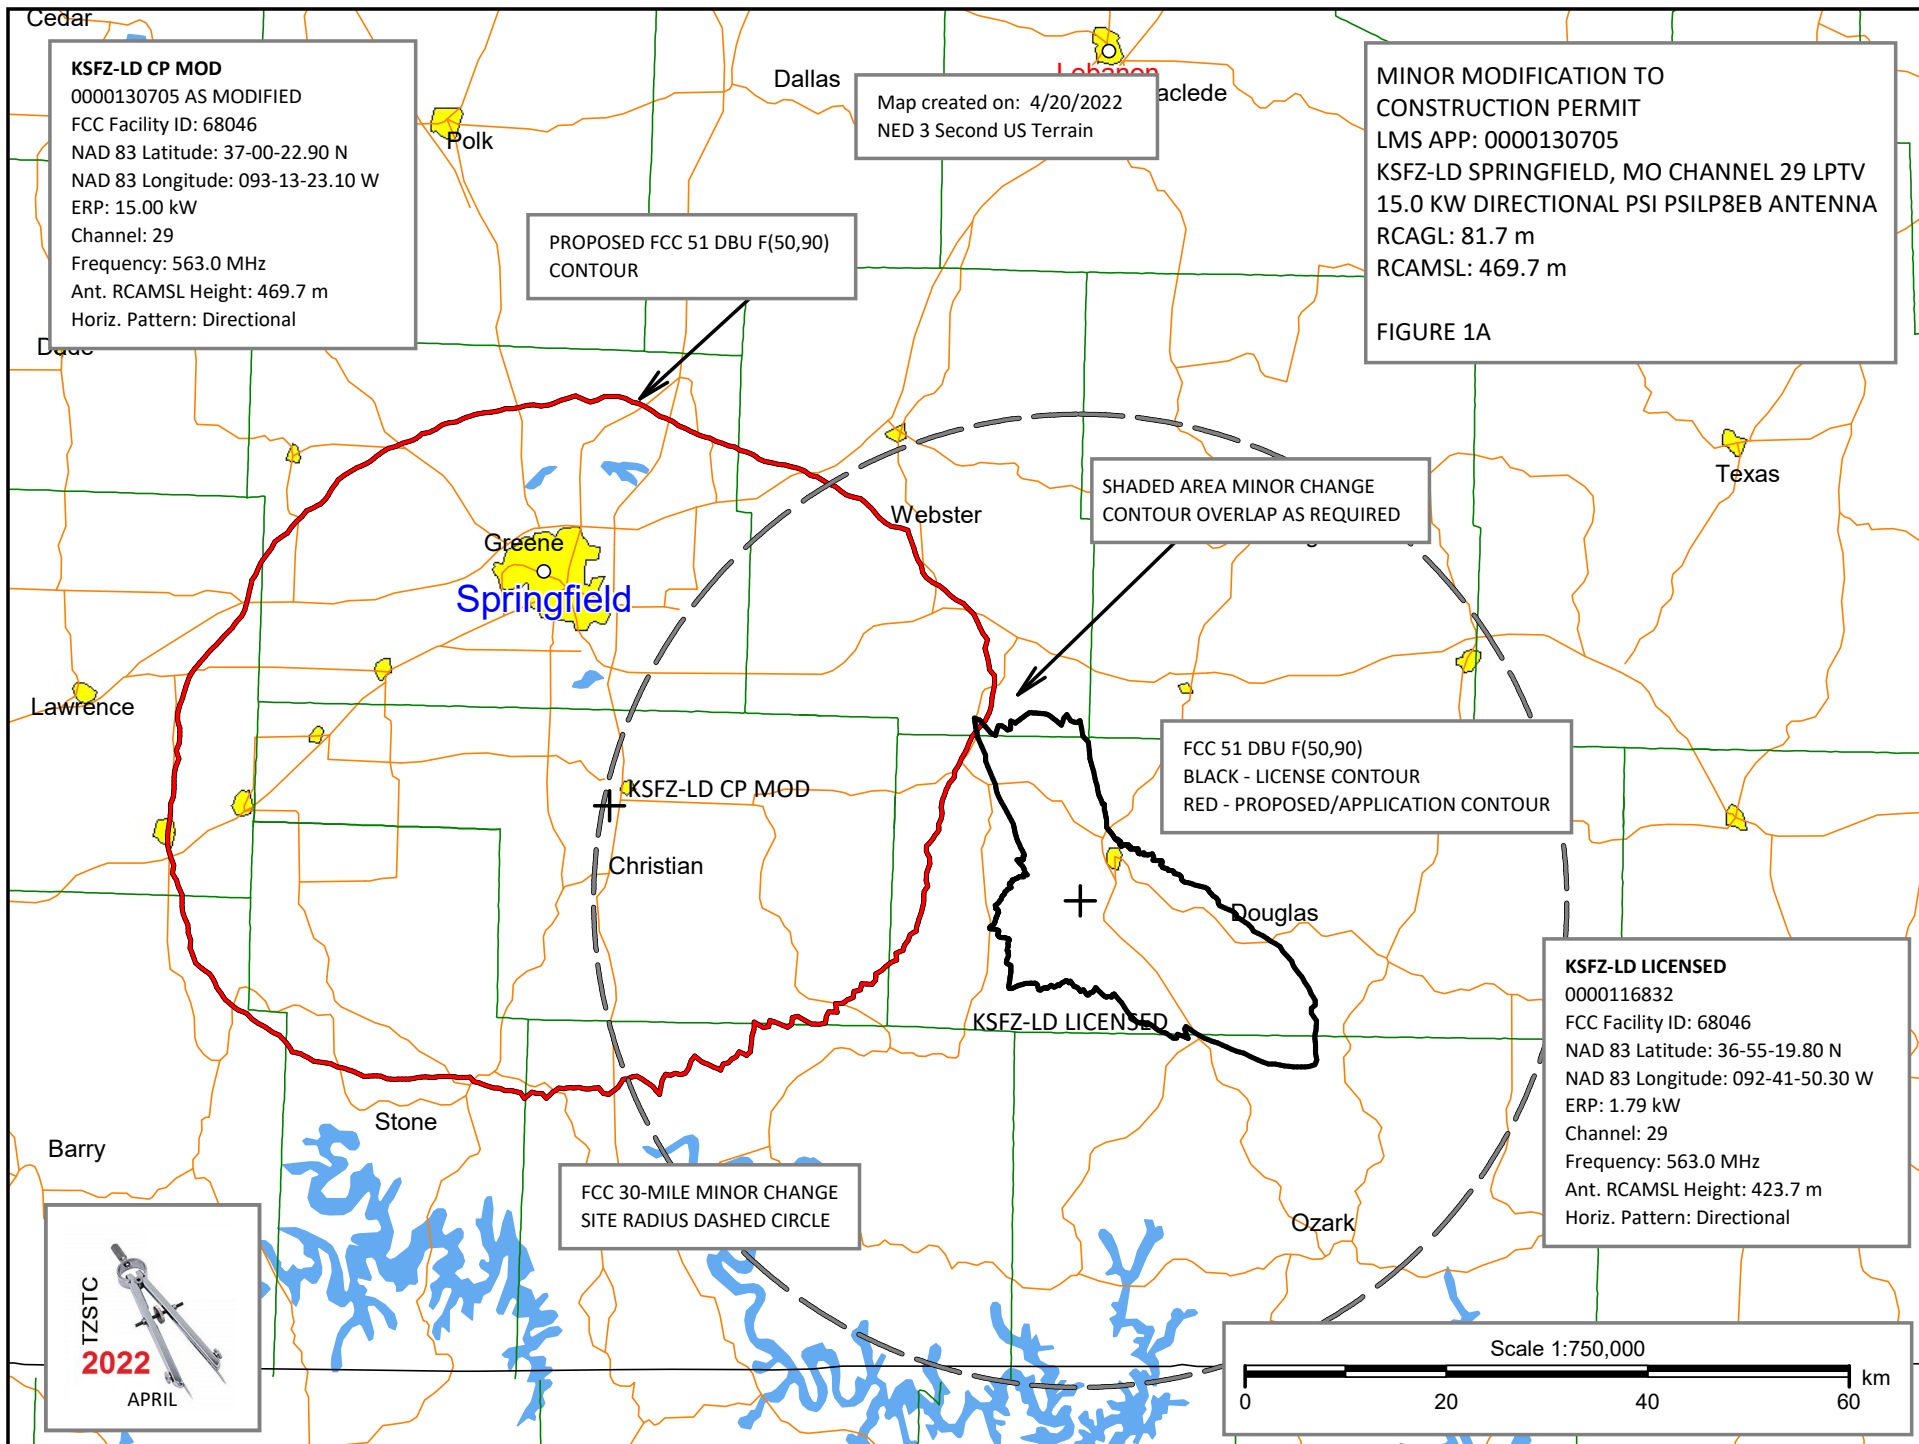 Cedar
KSFZ-LD CP MOD
0000130705 AS MODIFIED
FCC Facility ID: 68046
NAD 83 Latitude: 37-00-22.90 N
NAD 83 Longitude: 093-13-23.10 W
ERP: 15.00 kW
Channel: 29
Frequency: 563.0 MHz
Ant. RCAMSL Height: 469.7 m
Horiz. Pattern: Directional
Dade
Polk
Dallas
Lebanon
aclede
Map created on: 4/20/2022
NED 3 Second US Terrain
MINOR MODIFICATION TO
CONSTRUCTION PERMIT
LMS APP: 0000130705
KSFZ-LD SPRINGFIELD, MO CHANNEL 29 LPTV
15.0 KW DIRECTIONAL PSI PSILP8EB ANTENNA
RCAGL: 81.7 m
RCAMSL: 469.7 m
FIGURE 1A
PROPOSED FCC 51 DBU F(50,90)
CONTOUR
Texas
SHADED AREA MINOR CHANGE
CONTOUR OVERLAP AS REQUIRED
Webster
Greene
Springfield
Lawrence
FCC 51 DBU F(50,90)
BLACK - LICENSE CONTOUR
RED - PROPOSED/APPLICATION CONTOUR
KSFZ-LD CP MOD
Christian
Douglas
KSFZ-LD LICENSED
KSFZ-LD LICENSED
0000116832
FCC Facility ID: 68046
NAD 83 Latitude: 36-55-19.80 N
NAD 83 Longitude: 092-41-50.30 W
ERP: 1.79 kW
Channel: 29
Frequency: 563.0 MHz
Ant. RCAMSL Height: 423.7 m
Horiz. Pattern: Directional
Stone
Barry
FCC 30-MILE MINOR CHANGE
SITE RADIUS DASHED CIRCLE
Ozark
TZSTC
2022
APRIL
Scale 1:750,000
km
0 20 40 60